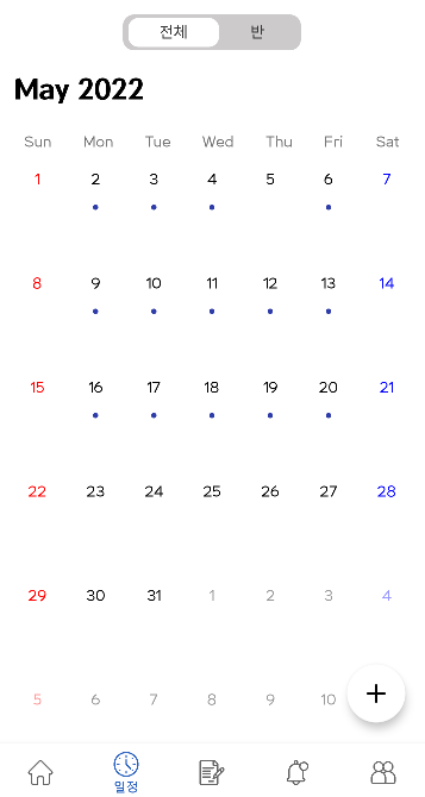 전체 반
May 2022
Sun Mon Tue Wed Thu Fri Sat
1 2 3 4 5 6 7
8 9 10 11 12 13 14
15 16 17 18 19 20 21
22 23 24 25 26 27 28
29 30 31 1 2 3 4
5 6 7 8 9 10
일정